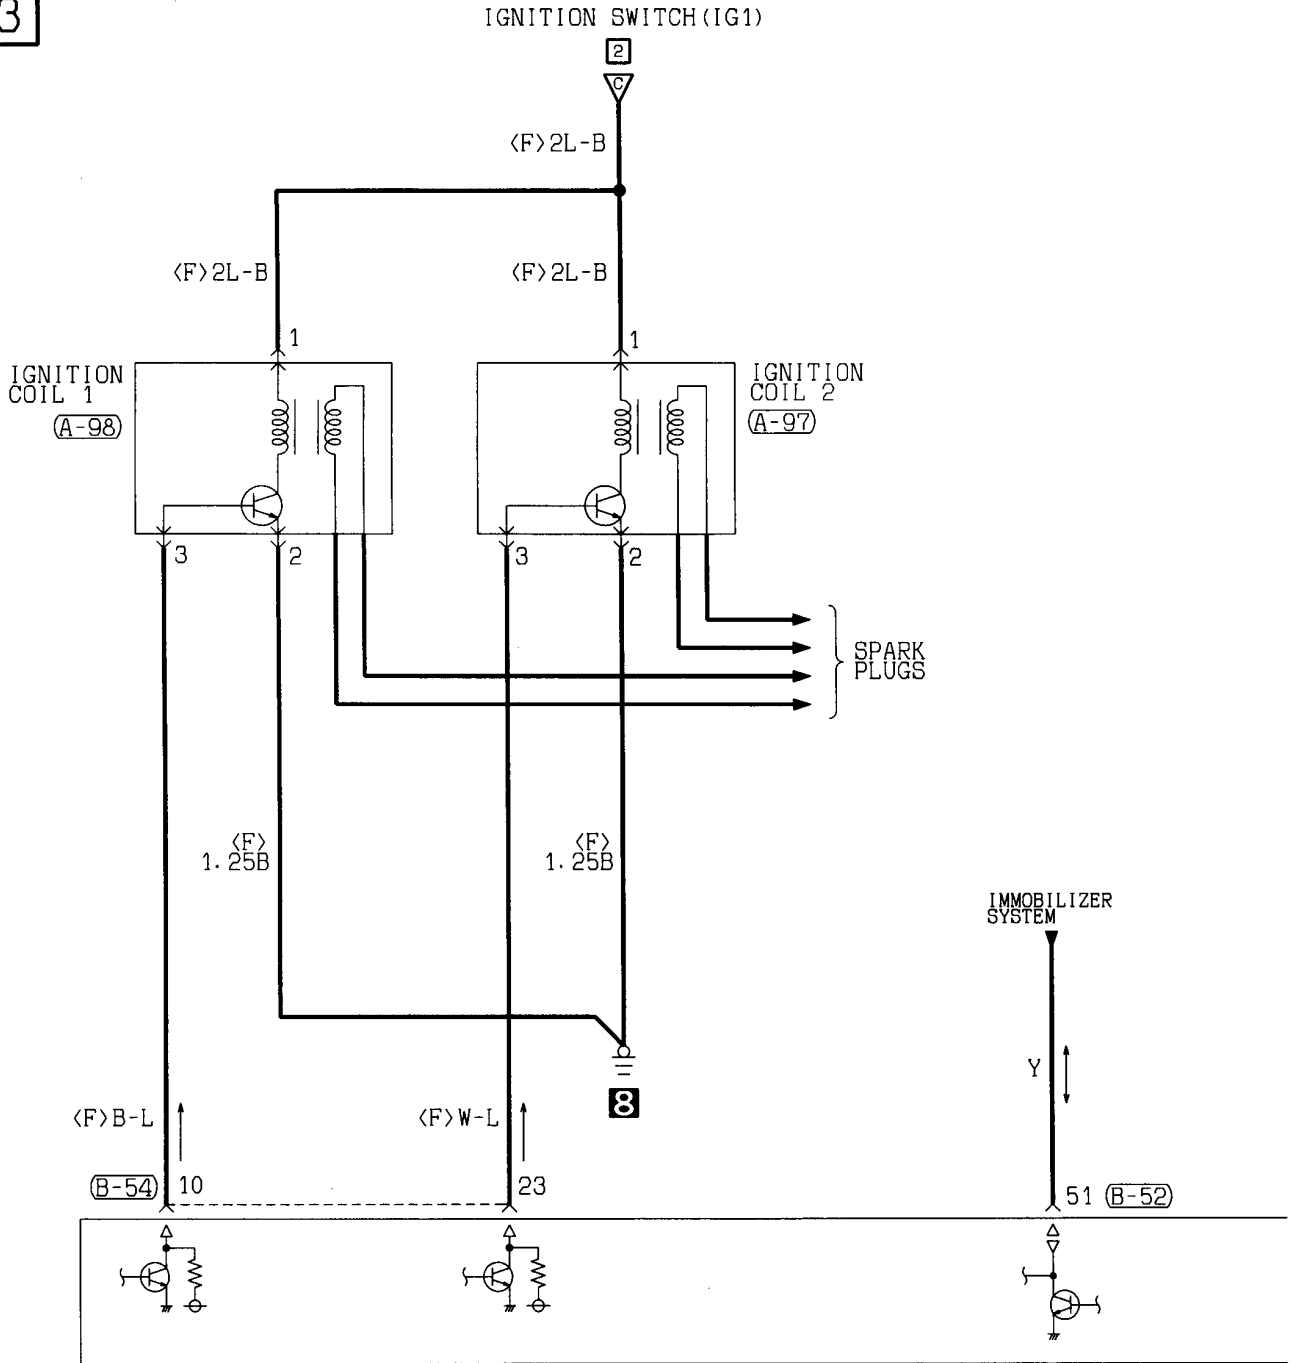 3
IGNITION SWITCH(IG1)
2
C
<F>2L-B
<F>2L-B
<F>2L-B
1
1
IGNITION
COIL 1
(A-98)
IGNITION
COIL 2
(A-97)
3
2
3
2
SPARK
PLUGS
<F>
1.25B
<F>
1.25B
IMMOBILIZER
SYSTEM
Y
8
<F>B-L
<F>W-L
(B-54)
10
23
51
(B-52)